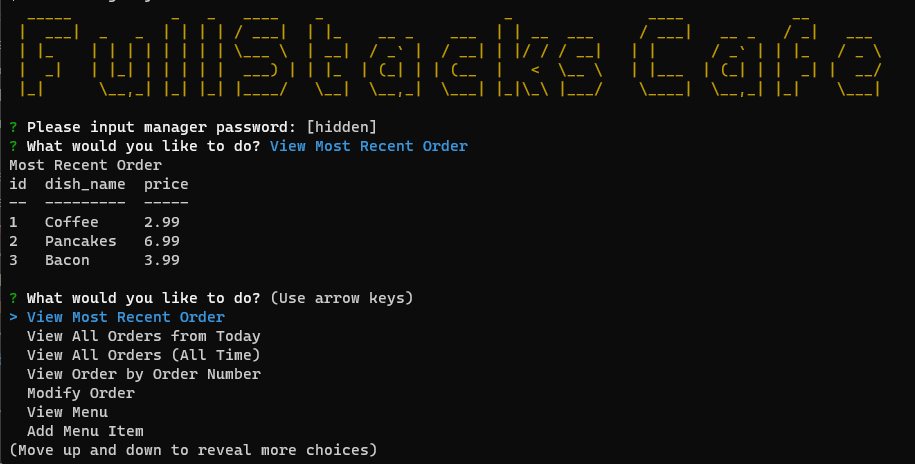 FullStacks Cafe
? Please input manager password: [hidden]
? What would you like to do? View Most Recent Order
Most Recent Order
id  dish_name  price
--  ---------  -----
1   Coffee     2.99
2   Pancakes   6.99
3   Bacon      3.99
? What would you like to do? (Use arrow keys)
> View Most Recent Order
  View All Orders from Today
  View All Orders (All Time)
  View Order by Order Number
  Modify Order
  View Menu
  Add Menu Item
(Move up and down to reveal more choices)